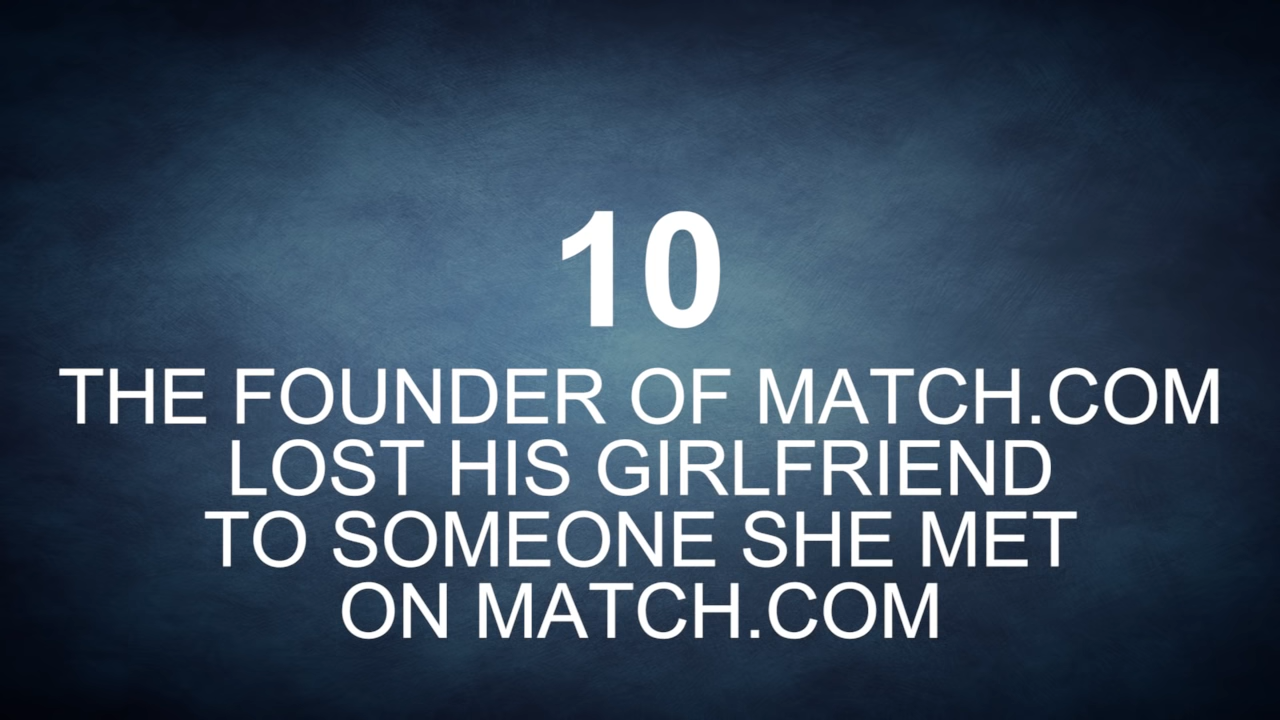 10
THE FOUNDER OF MATCH.COM
LOST HIS GIRLFRIEND
TO SOMEONE SHE MET
ON MATCH.COM